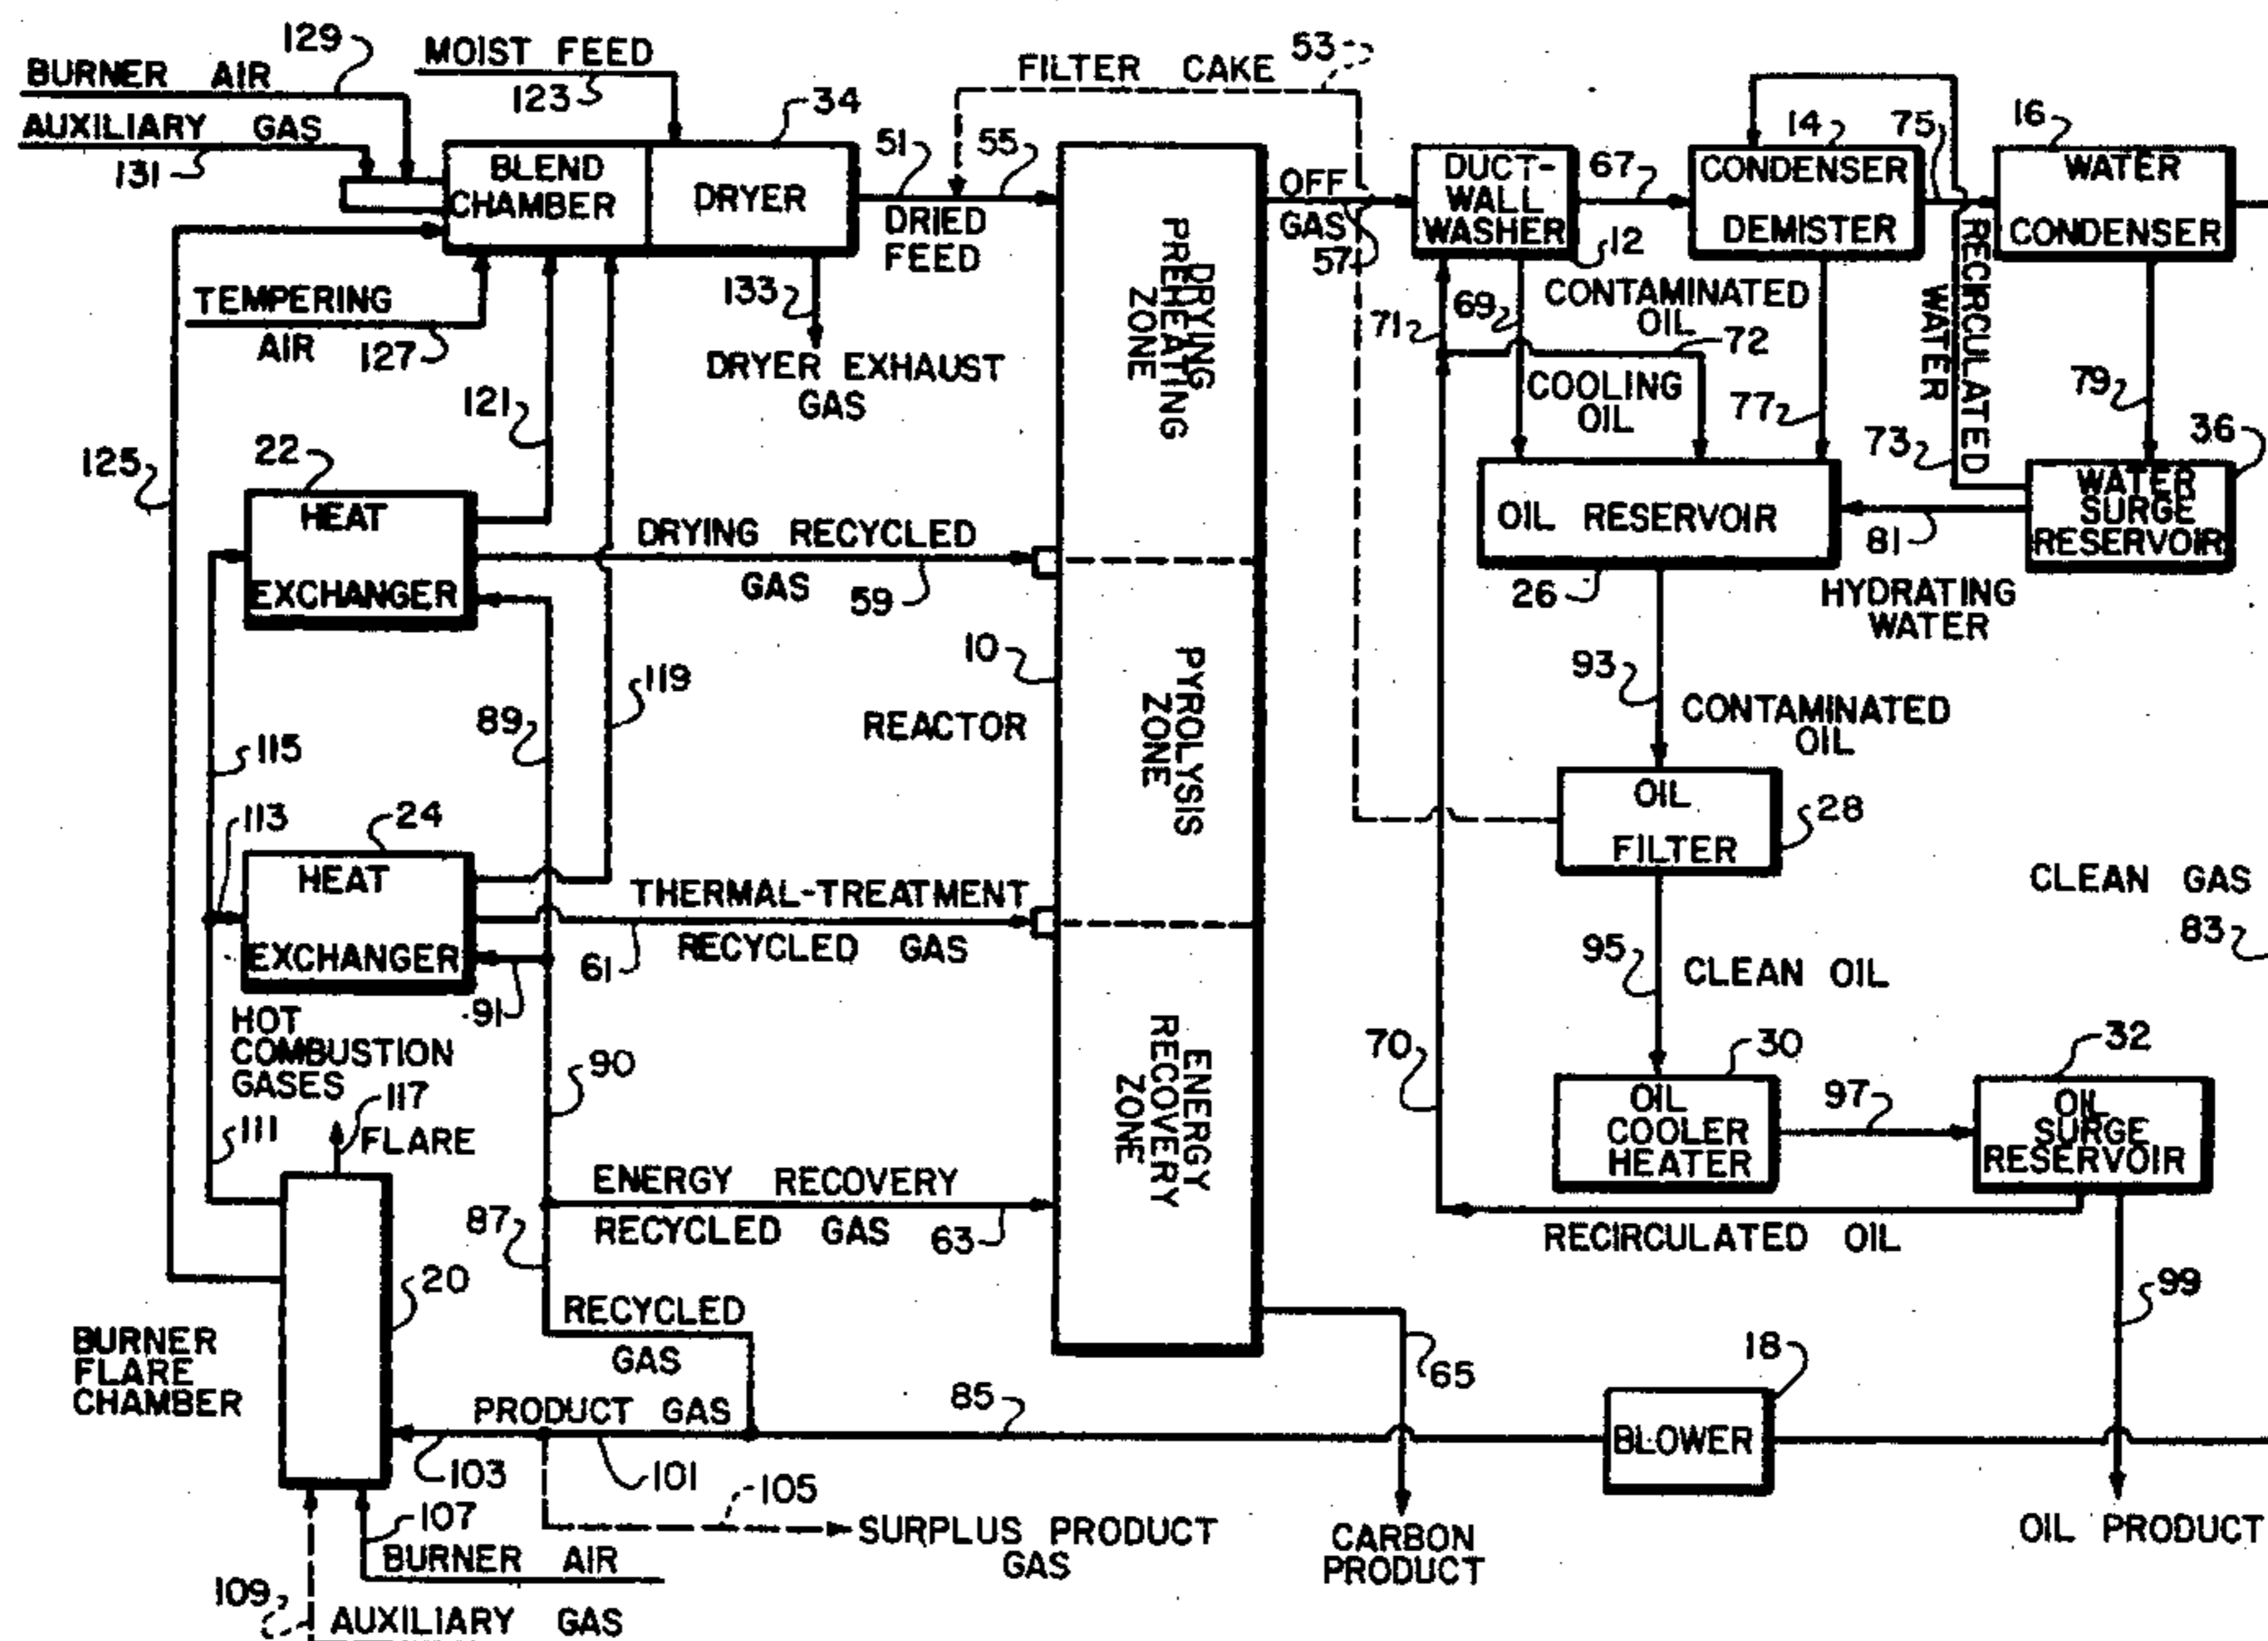 129
BURNER AIR
AUXILIARY GAS
131
MOIST FEED
123
34
BLEND
CHAMBER
DRYER
51
55
DRIED
FEED
FILTER CAKE
53
OFF
GAS
57
DUCT-
WALL
WASHER
12
67
14
CONDENSER
DEMISTER
75
16
WATER
CONDENSER
TEMPERING
AIR
127
133
DRYER EXHAUST
GAS
121
125
22
HEAT
EXCHANGER
DRYING RECYCLED
GAS
59
DRYING
PREHEATING
ZONE
71
69
CONTAMINATED
OIL
72
COOLING
OIL
77
RECIRCULATED
WATER
73
79
36
WATER
SURGE
RESERVOIR
81
HYDRATING
WATER
OIL RESERVOIR
26
10
REACTOR
PYROLYSIS
ZONE
119
89
115
113
24
HEAT
EXCHANGER
THERMAL-TREATMENT
RECYCLED GAS
61
91
93
CONTAMINATED
OIL
OIL
FILTER
28
CLEAN GAS
83
95
CLEAN OIL
HOT
COMBUSTION
GASES
117
FLARE
111
90
ENERGY
RECOVERY
ZONE
70
30
OIL
COOLER
HEATER
97
32
OIL
SURGE
RESERVOIR
ENERGY RECOVERY
RECYCLED GAS
63
87
RECIRCULATED OIL
20
BURNER
FLARE
CHAMBER
RECYCLED
GAS
65
99
18
BLOWER
PRODUCT GAS
85
103
101
105
SURPLUS PRODUCT
GAS
CARBON
PRODUCT
OIL PRODUCT
107
BURNER AIR
109
AUXILIARY GAS